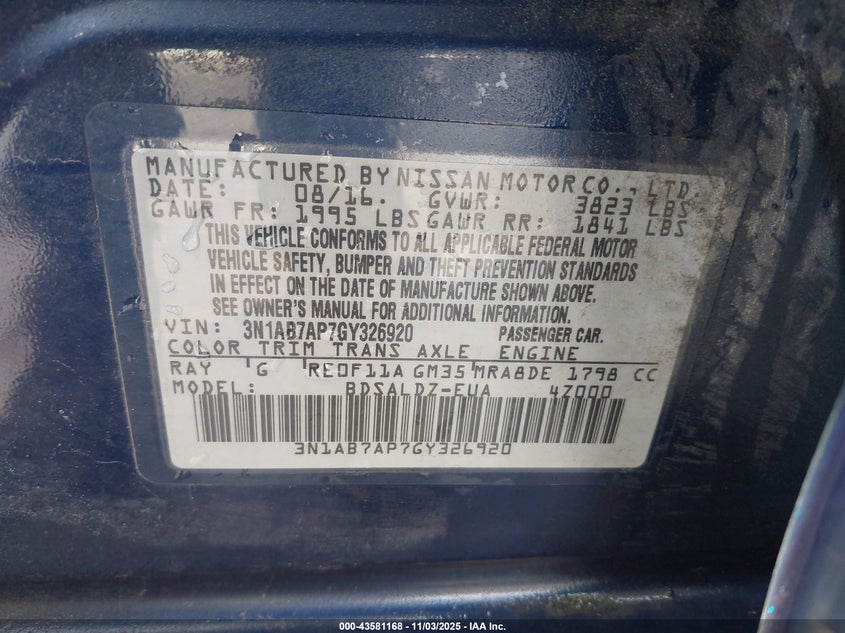 MANUFACTURED BY NISSAN MOTOR CO., LTD.
DATE: 08/16. GVWR: 3823 LBS
GAWR FR: 1995 LBS GAWR RR: 1841 LBS
THIS VEHICLE CONFORMS TO ALL APPLICABLE FEDERAL MOTOR
VEHICLE SAFETY, BUMPER AND THEFT PREVENTION STANDARDS
IN EFFECT ON THE DATE OF MANUFACTURE SHOWN ABOVE.
SEE OWNER'S MANUAL FOR ADDITIONAL INFORMATION.
VIN: 3N1AB7AP7GY326920 PASSENGER CAR.
COLOR TRIM TRANS AXLE ENGINE
RAY G RE0F11A GM35 MRA8DE 1798 CC
MODEL: BDSALDZ-EUA 4Z000
3N1AB7AP7GY326920
000-43581168 - 11/03/2025 - IAA Inc.